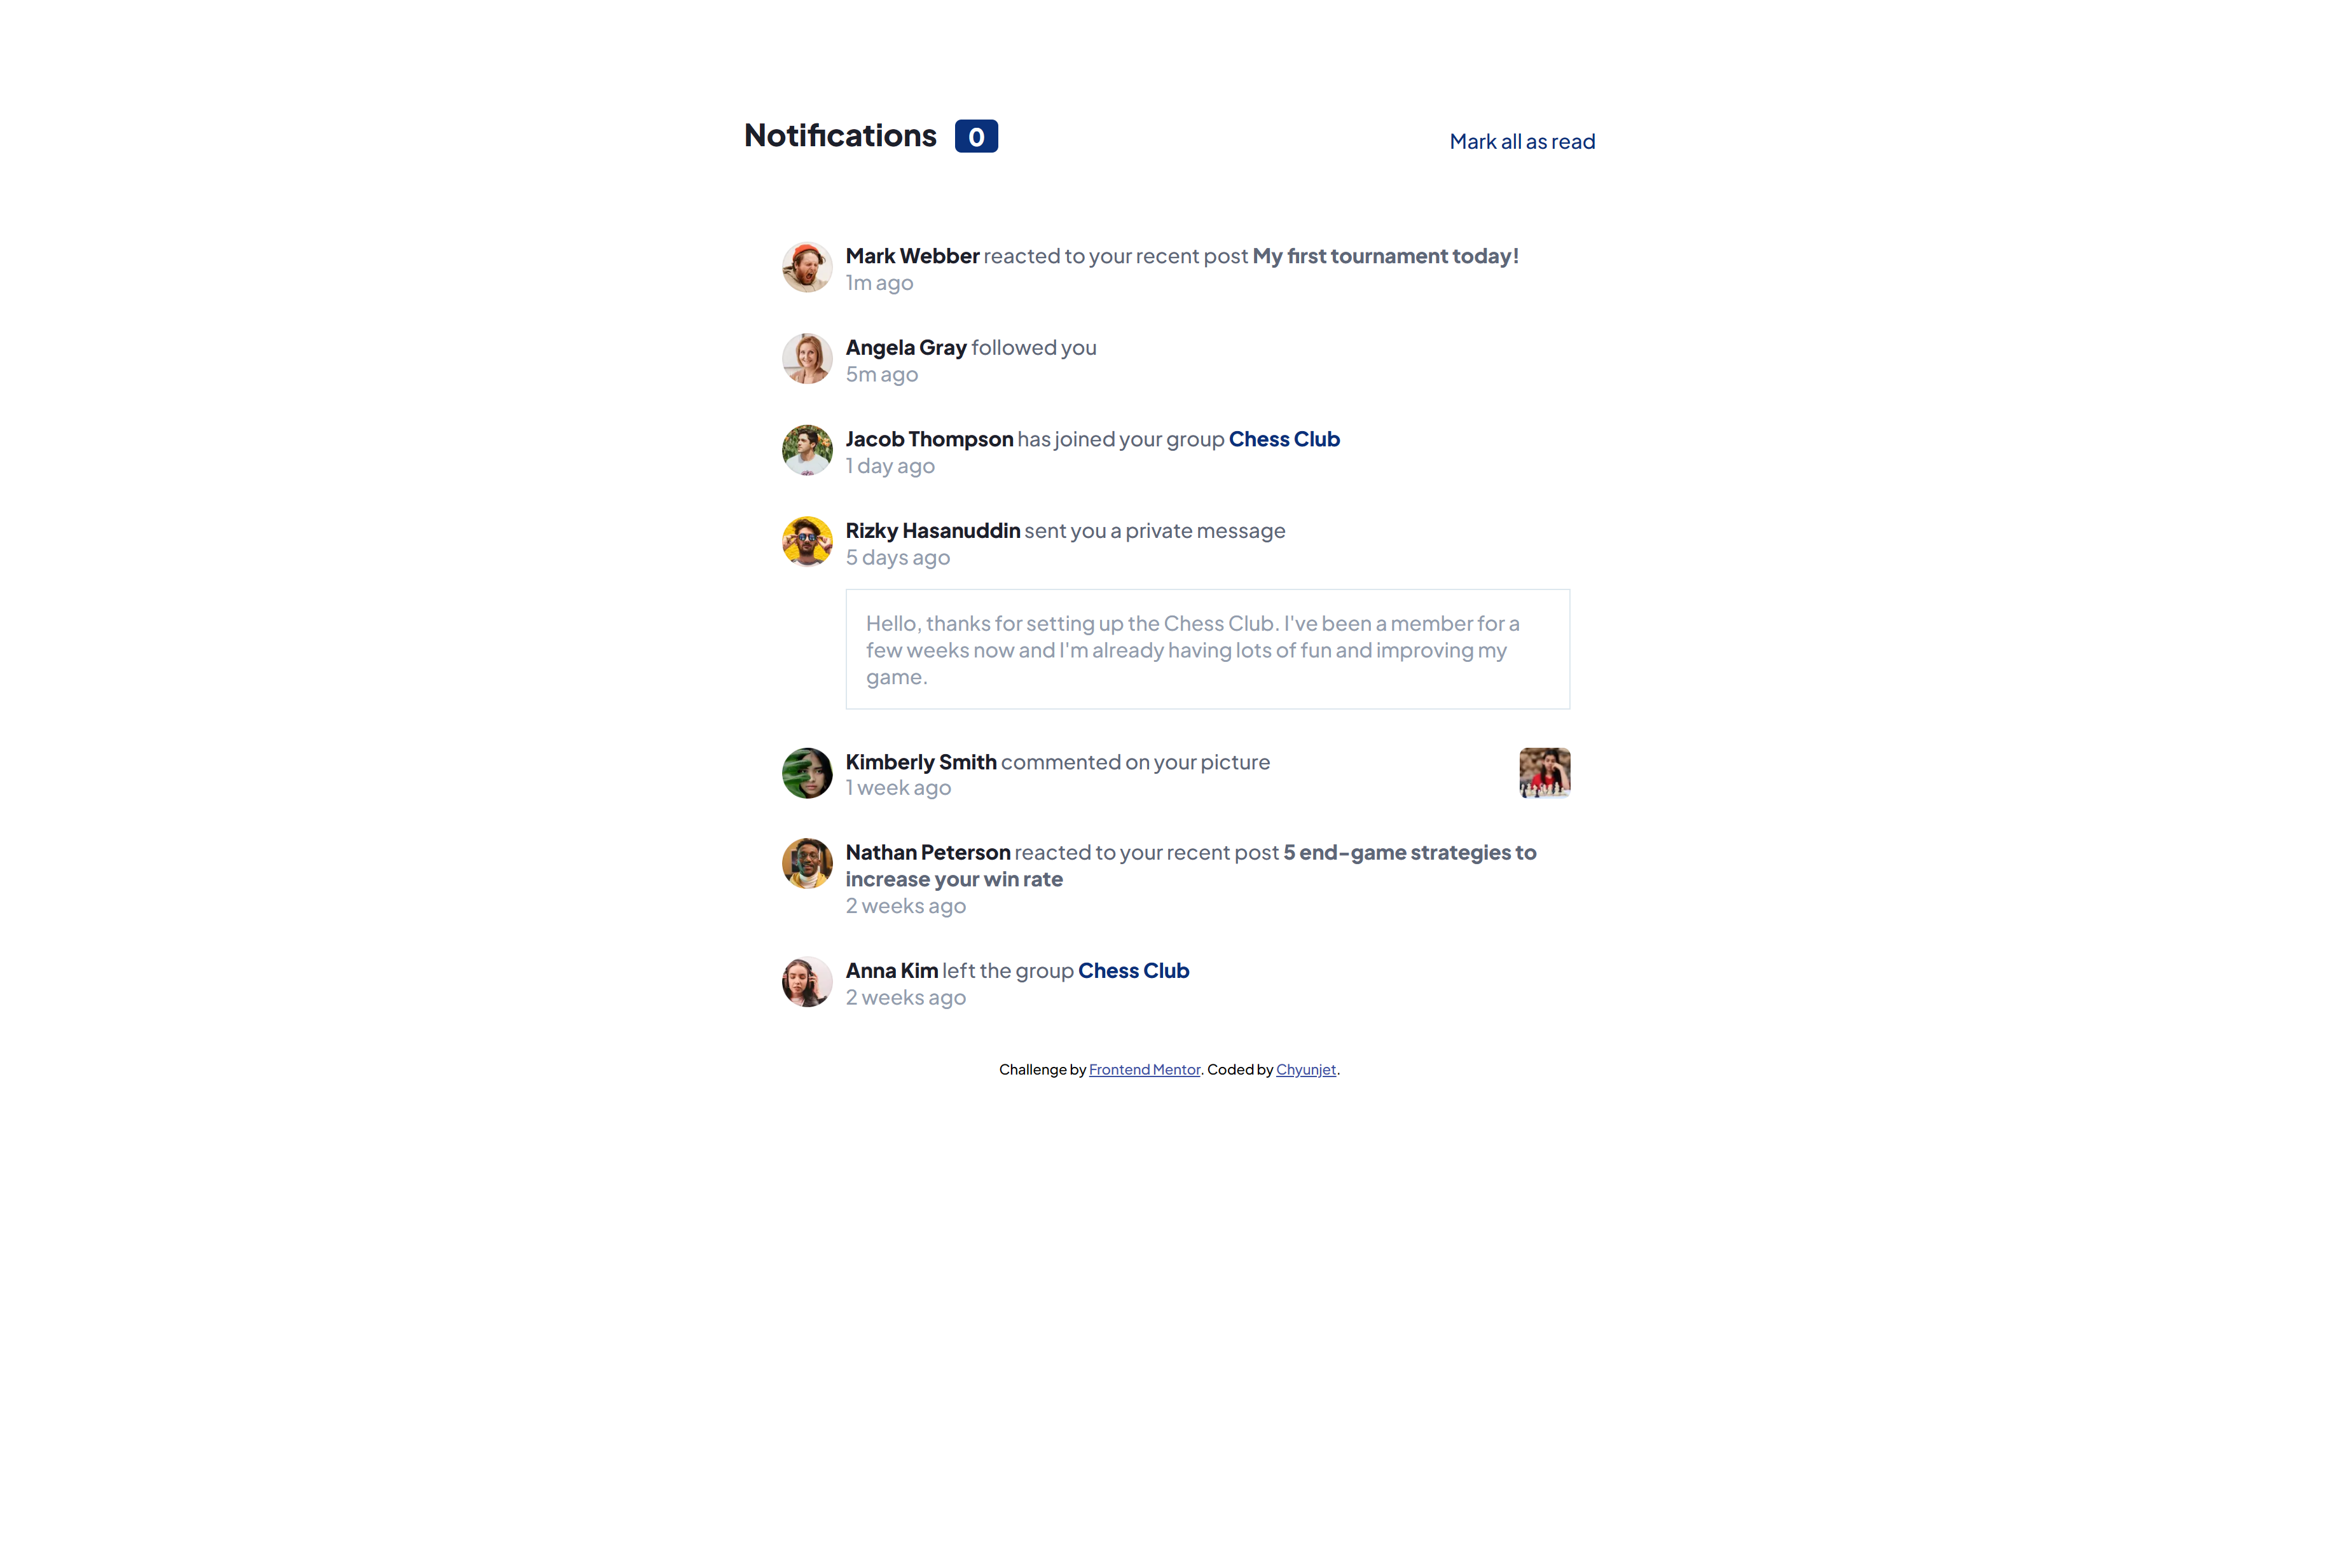 Notifications 0
Mark all as read
Mark Webber reacted to your recent post My first tournament today!
1m ago
Angela Gray followed you
5m ago
Jacob Thompson has joined your group Chess Club
1 day ago
Rizky Hasanuddin sent you a private message
5 days ago
Hello, thanks for setting up the Chess Club. I've been a member for a
few weeks now and I'm already having lots of fun and improving my
game.
Kimberly Smith commented on your picture
1 week ago
Nathan Peterson reacted to your recent post 5 end-game strategies to
increase your win rate
2 weeks ago
Anna Kim left the group Chess Club
2 weeks ago
Challenge by Frontend Mentor. Coded by Chyunjet.